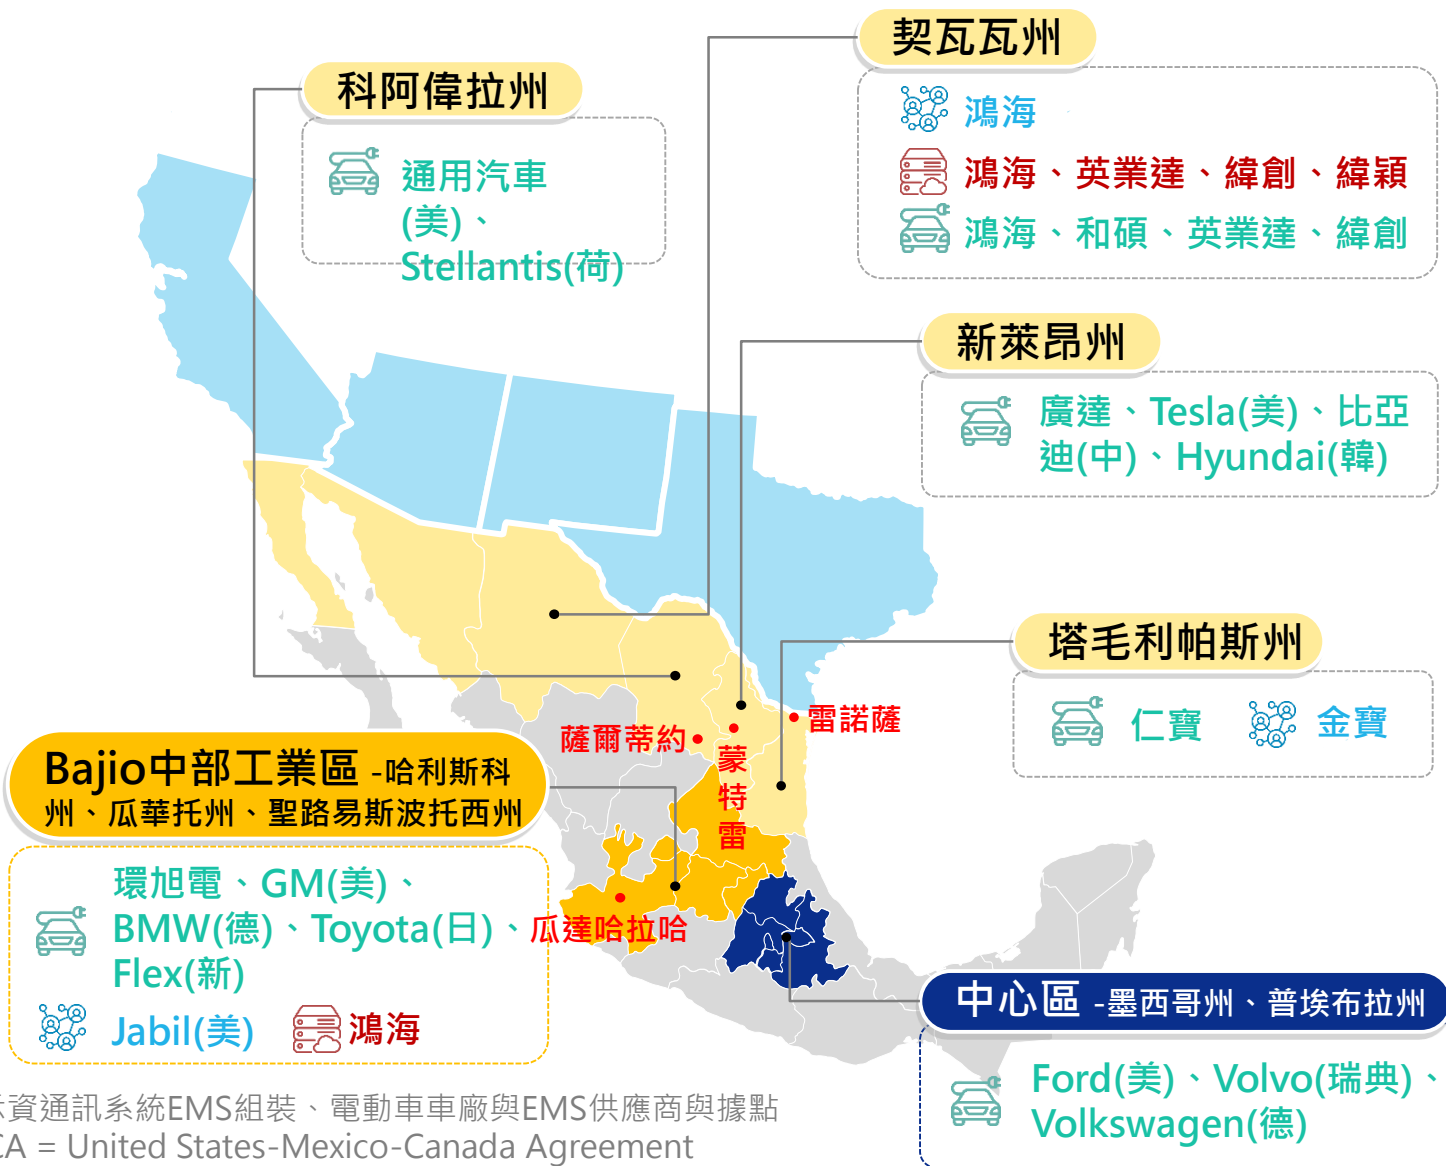 契瓦瓦州
鴻海
鴻海、英業達、緯創、緯穎
鴻海、和碩、英業達、緯創
科阿偉拉州
通用汽車
(美)、
Stellantis(荷)
新萊昂州
廣達、Tesla(美)、比亞
迪(中)、Hyundai(韓)
塔毛利帕斯州
仁寶
金寶
雷諾薩
薩爾蒂約
蒙特雷
Bajio中部工業區 -哈利斯科
州、瓜華托州、聖路易斯波托西州
環旭電、GM(美)、
BMW(德)、Toyota(日)、
Flex(新)
Jabil(美)
鴻海
瓜達哈拉哈
中心區 -墨西哥州、普埃布拉州
Ford(美)、Volvo(瑞典)、
Volkswagen(德)
資通訊系統EMS組裝、電動車車廠與EMS供應商與據點
CA = United States-Mexico-Canada Agreement